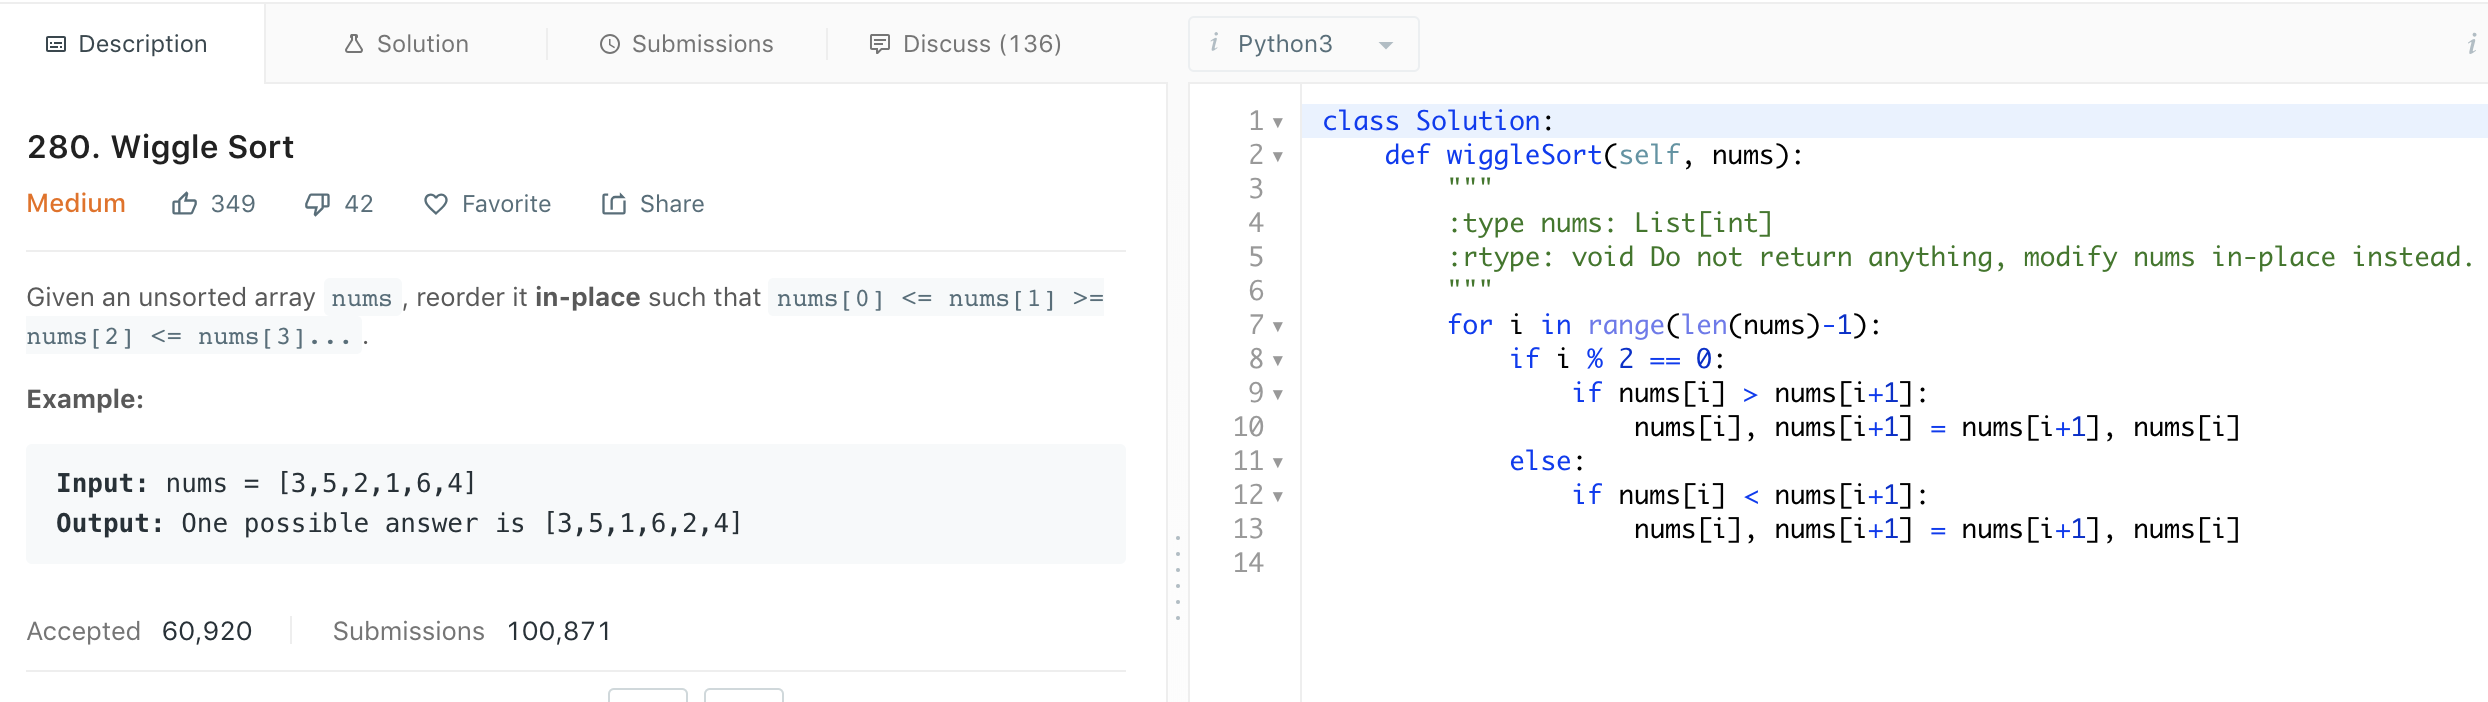 Description
Solution
Submissions
Discuss (136)
280. Wiggle Sort
Medium
349
42
Favorite
Share
Given an unsorted array nums , reorder it in-place such that nums[0] <= nums[1] >=
nums[2] <= nums[3]... .
Example:
Input: nums = [3,5,2,1,6,4]
Output: One possible answer is [3,5,1,6,2,4]
Accepted 60,920
Submissions 100,871
i Python3
i
1 class Solution:
2     def wiggleSort(self, nums):
3         """
4         :type nums: List[int]
5         :rtype: void Do not return anything, modify nums in-place instead.
6         """
7         for i in range(len(nums)-1):
8             if i % 2 == 0:
9                 if nums[i] > nums[i+1]:
10                     nums[i], nums[i+1] = nums[i+1], nums[i]
11             else:
12                 if nums[i] < nums[i+1]:
13                     nums[i], nums[i+1] = nums[i+1], nums[i]
14